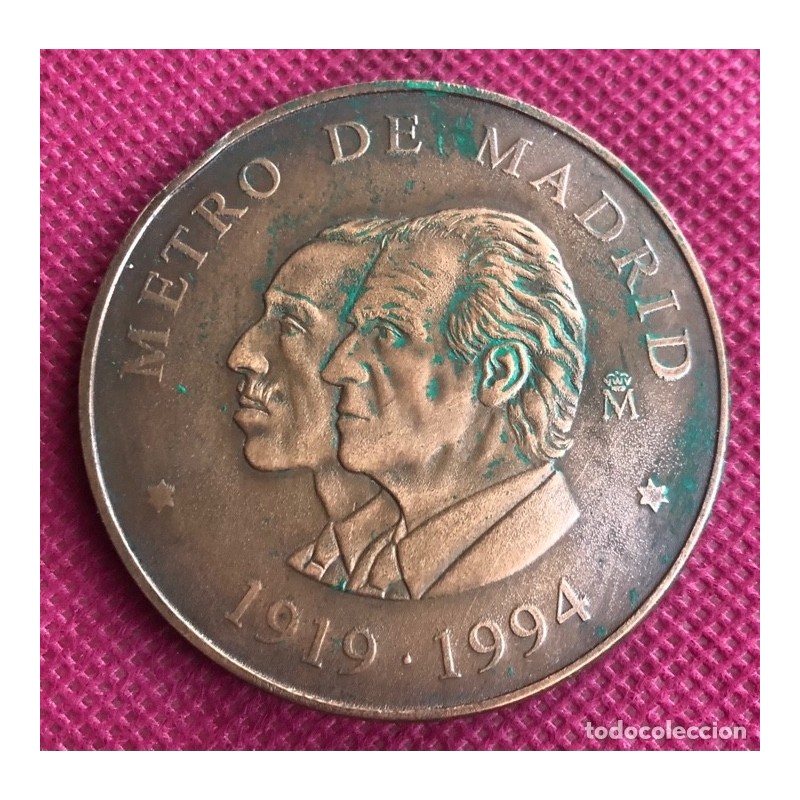 METRO DE MADRID
M
1919 · 1994
todocoleccion